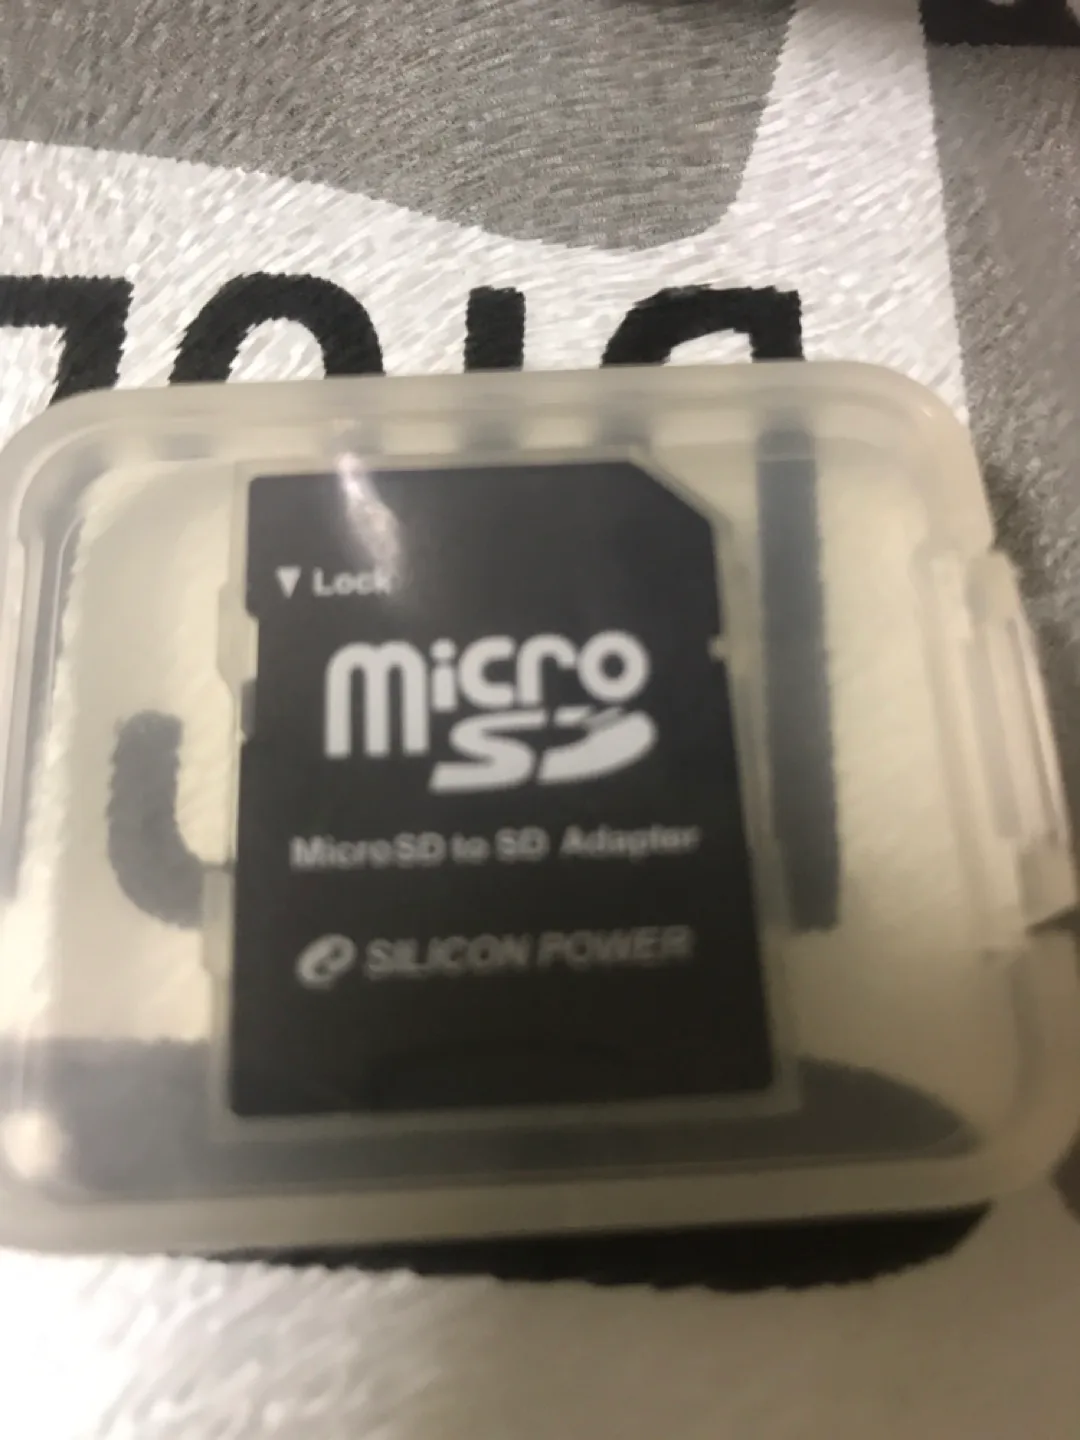 ▼ Lock
micro
SD
MicroSD to SD Adapter
SILICON POWER